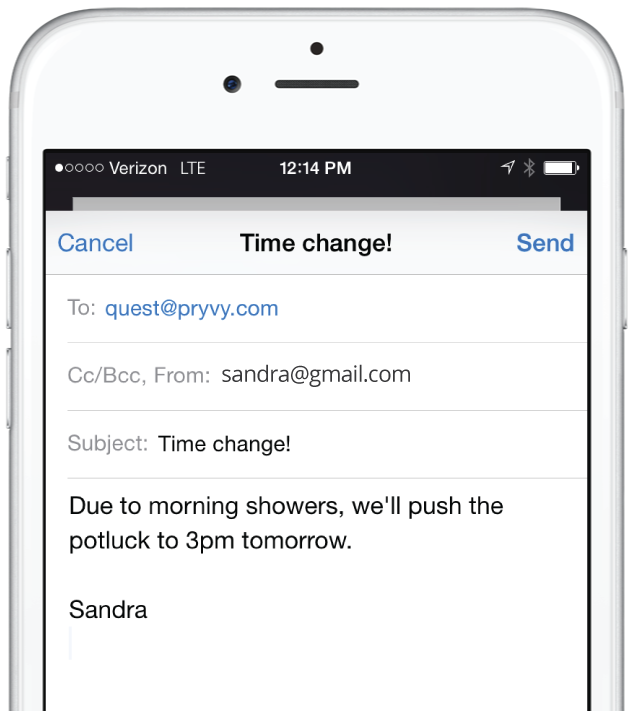 Verizon LTE 12:14 PM
Cancel Time change! Send
To: quest@pryvy.com
Cc/Bcc, From: sandra@gmail.com
Subject: Time change!
Due to morning showers, we'll push the
potluck to 3pm tomorrow.
Sandra